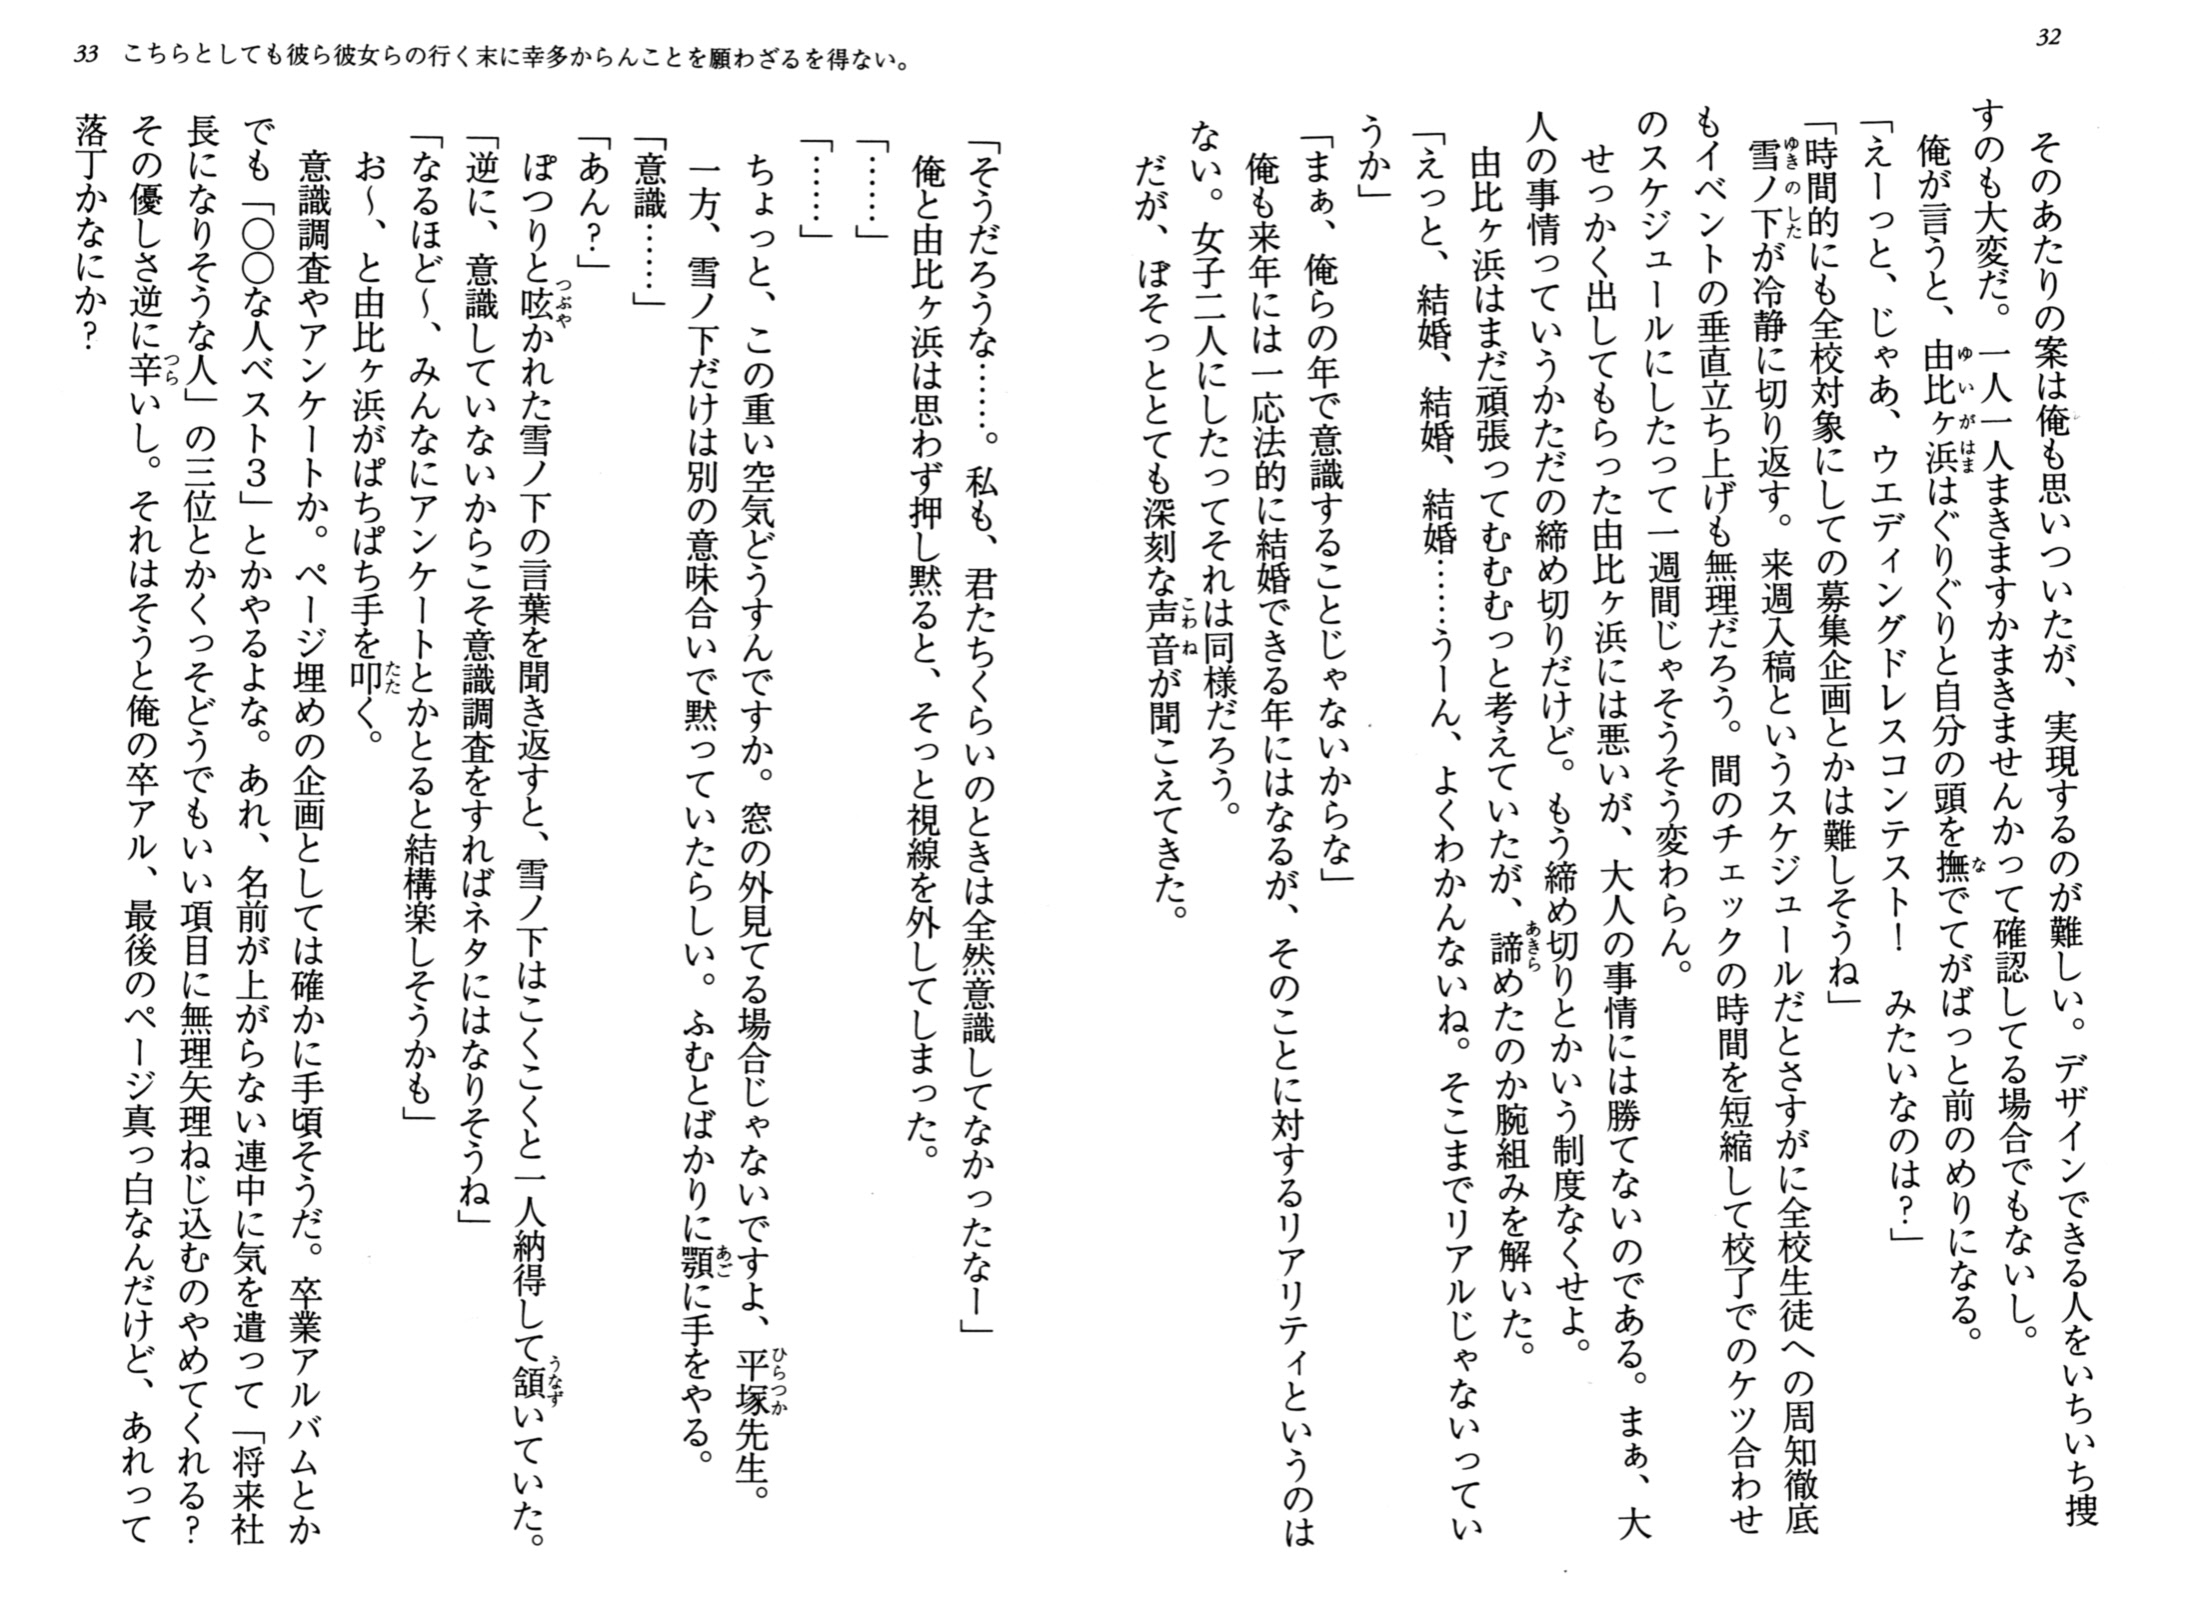 32
そのあたりの案は俺も思いついたが、実現するのが難しい。デザインできる人をいちいち捜
すのも大変だ。一人一人まきますかまきませんかって確認してる場合でもないし。
俺が言うと、由比ヶ浜はぐりぐりと自分の頭を撫でてがばっと前のめりになる。
「えーっと、じゃあ、ウエディングドレスコンテスト！　みたいなのは？」
「時間的にも全校対象にしての募集企画とかは難しそうね」
雪ノ下が冷静に切り返す。来週入稿というスケジュールだとさすがに全校生徒への周知徹底
もイベントの垂直立ち上げも無理だろう。間のチェックの時間を短縮して校了でのケツ合わせ
のスケジュールにしたって一週間じゃそうそう変わらん。
せっかく出してもらった由比ヶ浜には悪いが、大人の事情には勝てないのである。まぁ、大
人の事情っていうかただの締め切りだけど。もう締め切りとかいう制度なくせよ。
由比ヶ浜はまだ頑張ってむむむっと考えていたが、諦めたのか腕組みを解いた。
「えっと、結婚、結婚、結婚……うーん、よくわかんないね。そこまでリアルじゃないってい
うか」
「まぁ、俺らの年で意識することじゃないからな」
俺も来年には一応法的に結婚できる年にはなるが、そのことに対するリアリティというのは
ない。女子二人にしたってそれは同様だろう。
だが、ぼそっととても深刻な声音が聞こえてきた。
33　こちらとしても彼ら彼女らの行く末に幸多からんことを願わざるを得ない。
「そうだろうな……。私も、君たちくらいのときは全然意識してなかったなー」
俺と由比ヶ浜は思わず押し黙ると、そっと視線を外してしまった。
「……」
「……」
ちょっと、この重い空気どうすんですか。窓の外見てる場合じゃないですよ、平塚先生。
一方、雪ノ下だけは別の意味合いで黙っていたらしい。ふむとばかりに顎に手をやる。
「意識……」
「あん？」
ぽつりと呟かれた雪ノ下の言葉を聞き返すと、雪ノ下はこくこくと一人納得して頷いていた。
「逆に、意識していないからこそ意識調査をすればネタにはなりそうね」
「なるほど〜、みんなにアンケートとかとると結構楽しそうかも」
お〜、と由比ヶ浜がぱちぱち手を叩く。
意識調査やアンケートか。ページ埋めの企画としては確かに手頃そうだ。卒業アルバムとか
でも「〇〇な人ベスト３」とかやるよな。あれ、名前が上がらない連中に気を遣って「将来社
長になりそうな人」の三位とかくっそどうでもいい項目に無理矢理ねじ込むのやめてくれる？
その優しさ逆に辛いし。それはそうと俺の卒アル、最後のページ真っ白なんだけど、あれって
落丁かなにか？